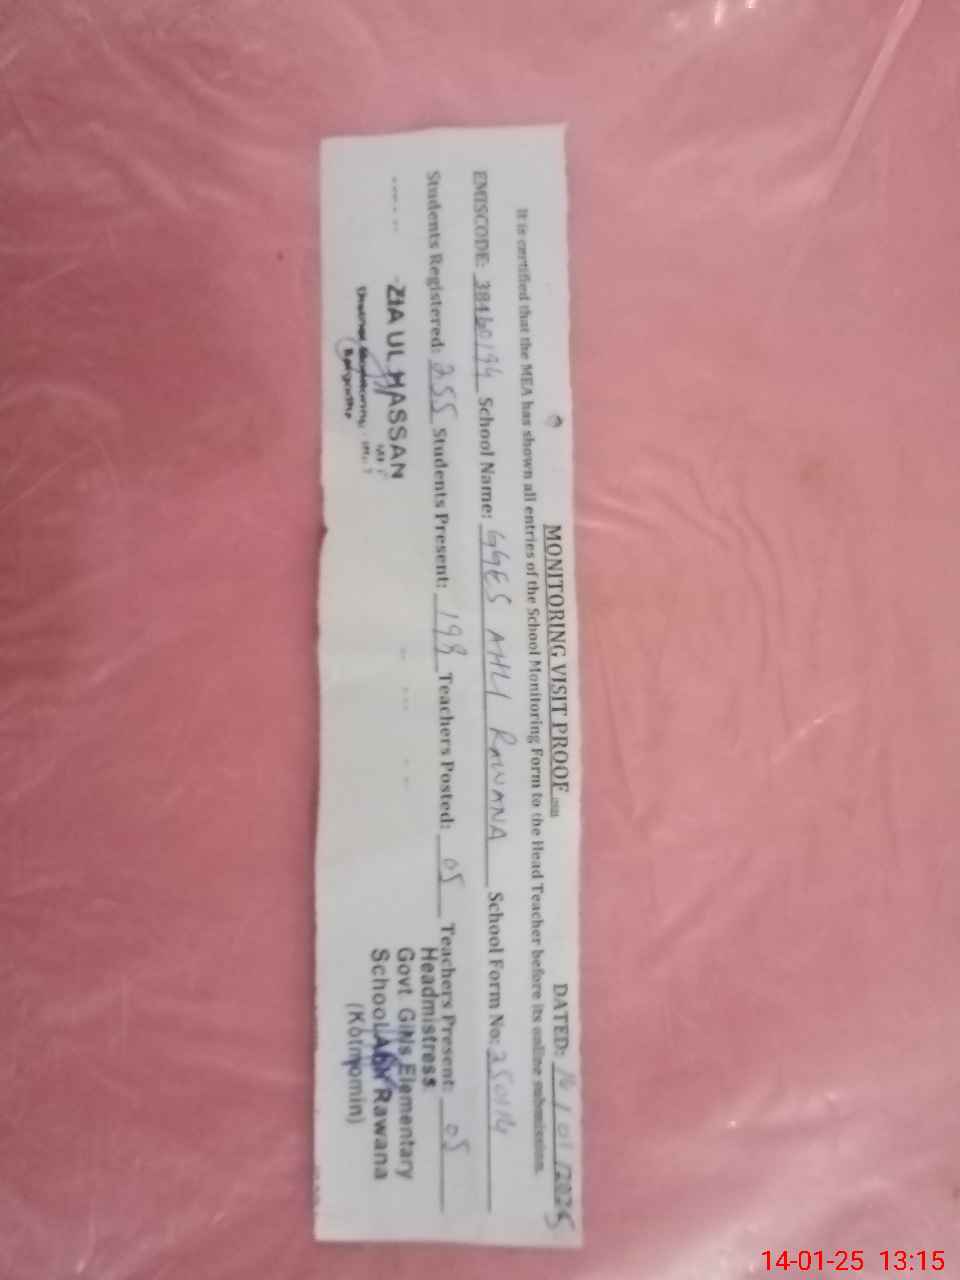 MONITORING VISIT PROOF
DATED: 14/01/2025
It is certified that the MEA has shown all entries of the School Monitoring Form to the Head Teacher before its online submission.
EMISCODE: 38460194 School Name: GGES AHLI RAWANA School Form No: 250114
Students Registered: 255 Students Present: 198 Teachers Posted: 05 Teachers Present: 05
ZIA UL HASSAN
Headmistress
Govt Girls Elementary
School Rawana
(Kotmomin)
14-01-25 13:15